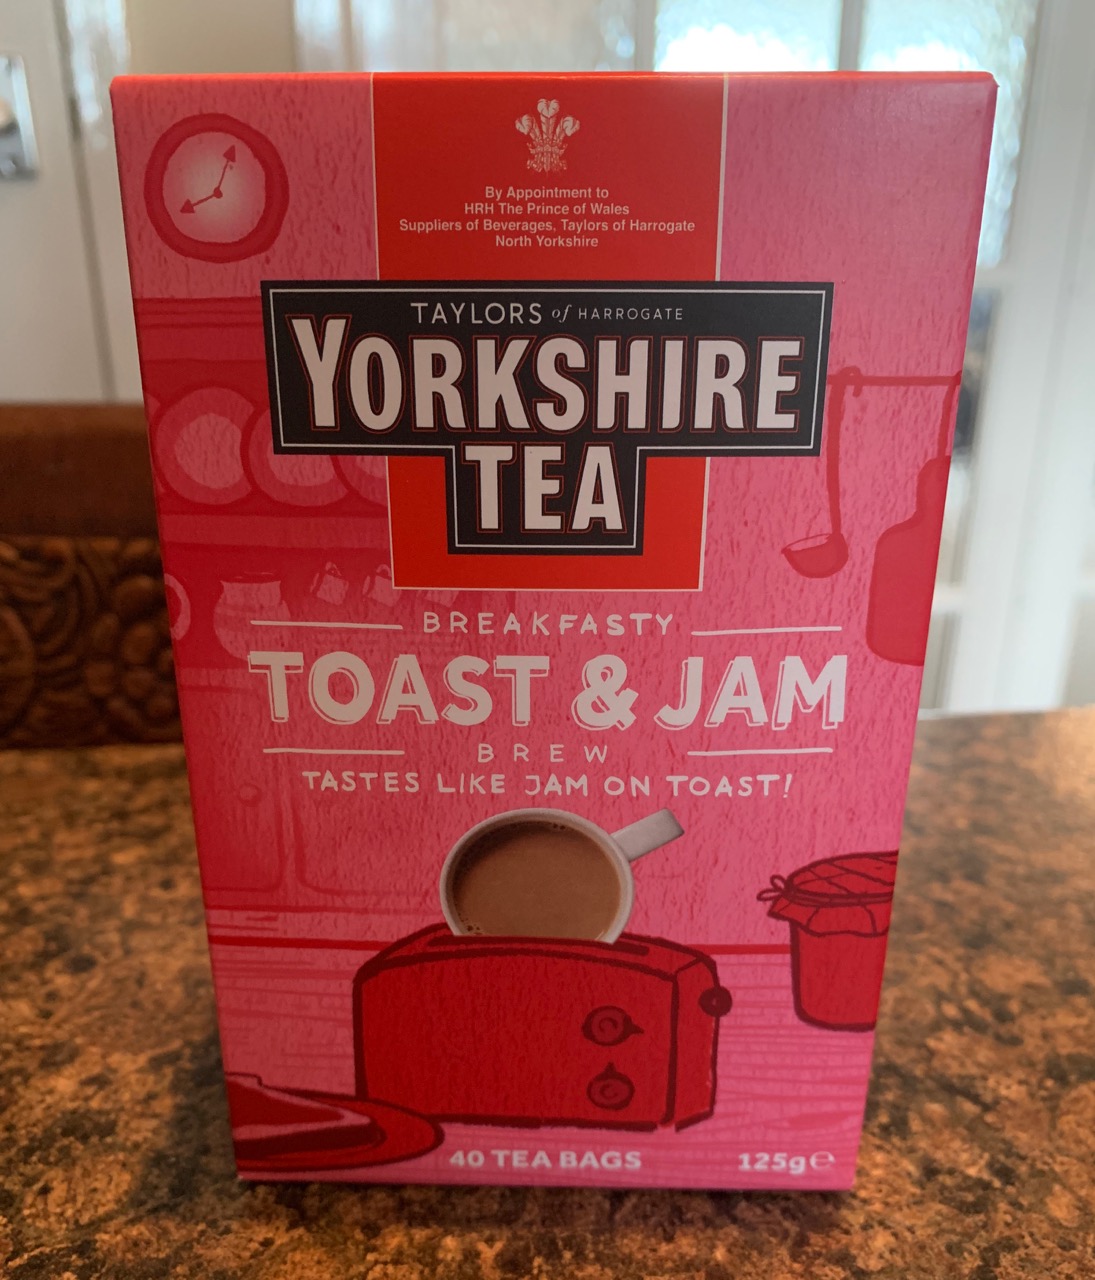 By Appointment to
HRH The Prince of Wales
Suppliers of Beverages, Taylors of Harrogate
North Yorkshire
TAYLORS of HARROGATE
YORKSHIRE
TEA
BREAKFASTY
TOAST & JAM
BREW
TASTES LIKE JAM ON TOAST!
40 TEA BAGS 125g℮